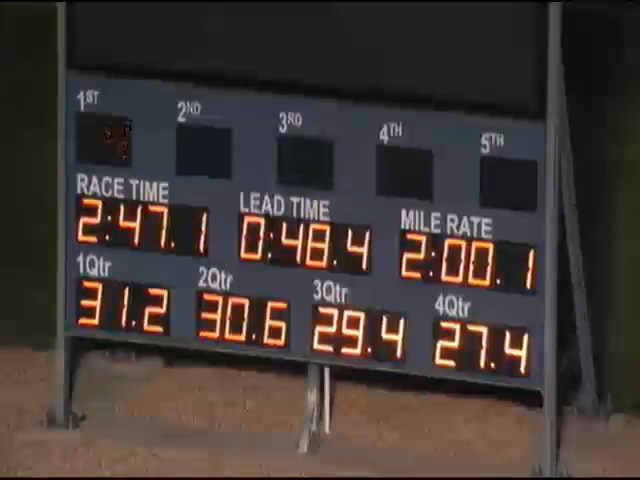 1ST 2ND 3RD 4TH 5TH
RACE TIME LEAD TIME MILE RATE
2:47.1 0:48.4 2:00.1
1Qtr 2Qtr 3Qtr 4Qtr
31.2 30.6 29.4 27.4